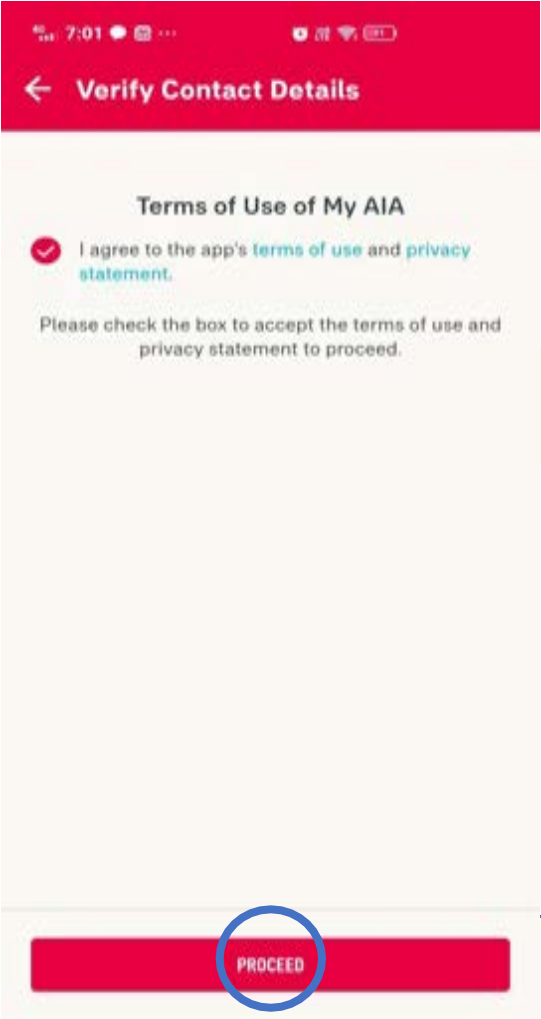 7:01
Verify Contact Details
Terms of Use of My AIA
I agree to the app's terms of use and privacy
statement.
Please check the box to accept the terms of use and
privacy statement to proceed.
PROCEED